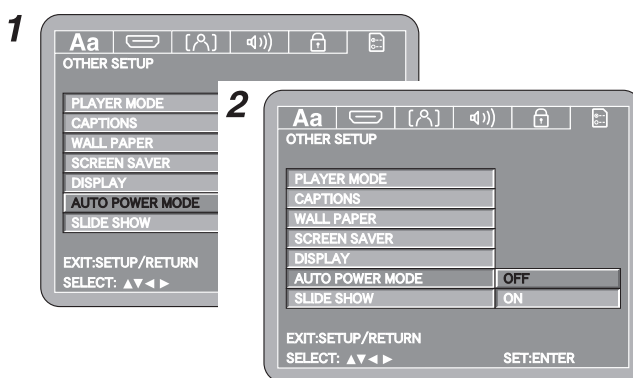 1
Aa
OTHER SETUP
PLAYER MODE
CAPTIONS
WALL PAPER
SCREEN SAVER
DISPLAY
AUTO POWER MODE
SLIDE SHOW
EXIT:SETUP/RETURN
SELECT: ▲▼◄ ►
2
Aa
OTHER SETUP
PLAYER MODE
CAPTIONS
WALL PAPER
SCREEN SAVER
DISPLAY
AUTO POWER MODE OFF
SLIDE SHOW ON
EXIT:SETUP/RETURN
SELECT: ▲▼◄ ► SET:ENTER